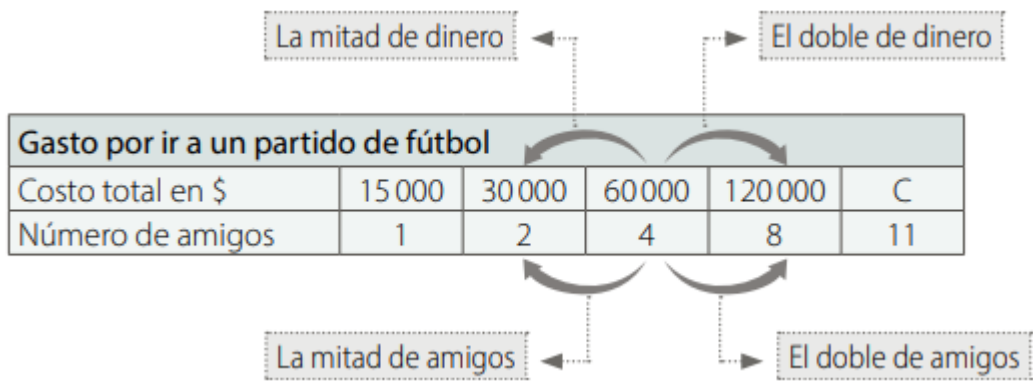 La mitad de dinero El doble de dinero
Gasto por ir a un partido de fútbol
Costo total en $ 15 000 30 000 60 000 120 000 C
Número de amigos 1 2 4 8 11
La mitad de amigos El doble de amigos